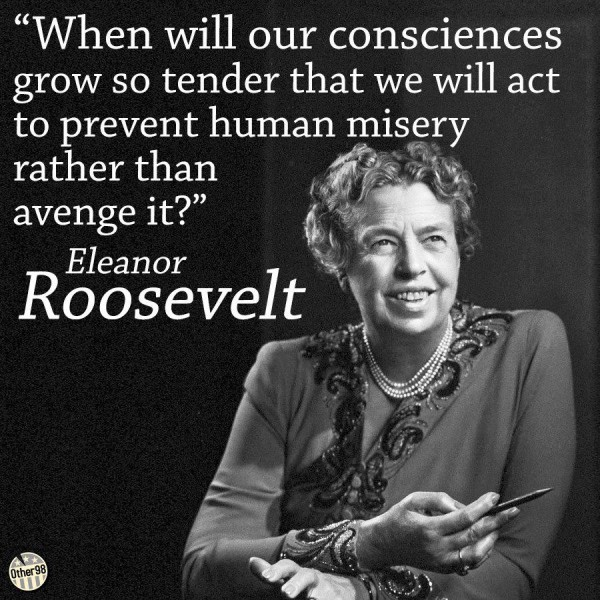 “When will our consciences
grow so tender that we will act
to prevent human misery
rather than
avenge it?”
Eleanor
Roosevelt
Other98